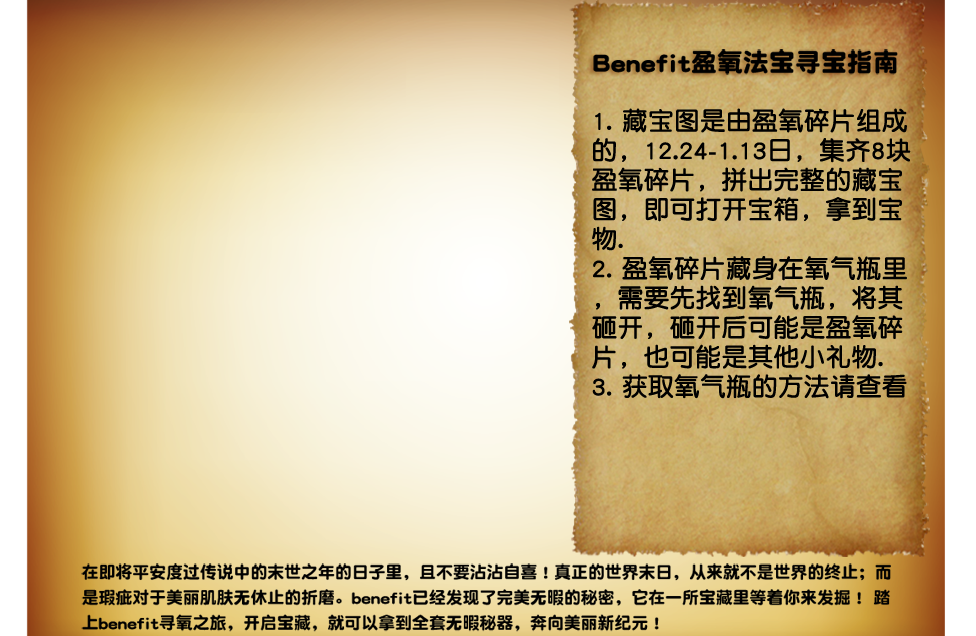 Benefit盈氧法宝寻宝指南
1. 藏宝图是由盈氧碎片组成
的，12.24-1.13日，集齐8块
盈氧碎片，拼出完整的藏宝
图，即可打开宝箱，拿到宝
物.
2. 盈氧碎片藏身在氧气瓶里
，需要先找到氧气瓶，将其
砸开，砸开后可能是盈氧碎
片，也可能是其他小礼物.
3. 获取氧气瓶的方法请查看
在即将平安度过传说中的末世之年的日子里，且不要沾沾自喜！真正的世界末日，从来就不是世界的终止；而
是瑕疵对于美丽肌肤无休止的折磨。benefit已经发现了完美无暇的秘密，它在一所宝藏里等着你来发掘！ 踏
上benefit寻氧之旅，开启宝藏，就可以拿到全套无暇秘器，奔向美丽新纪元！